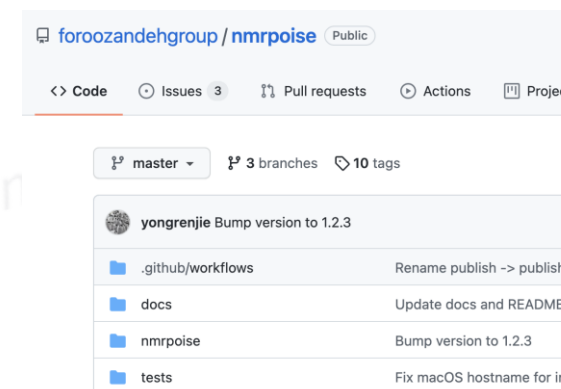 foroozandehgroup / nmrpoise Public
<> Code Issues 3 Pull requests Actions Proje
master 3 branches 10 tags
yongrenjie Bump version to 1.2.3
.github/workflows Rename publish -> publish
docs Update docs and README
nmrpoise Bump version to 1.2.3
tests Fix macOS hostname for i